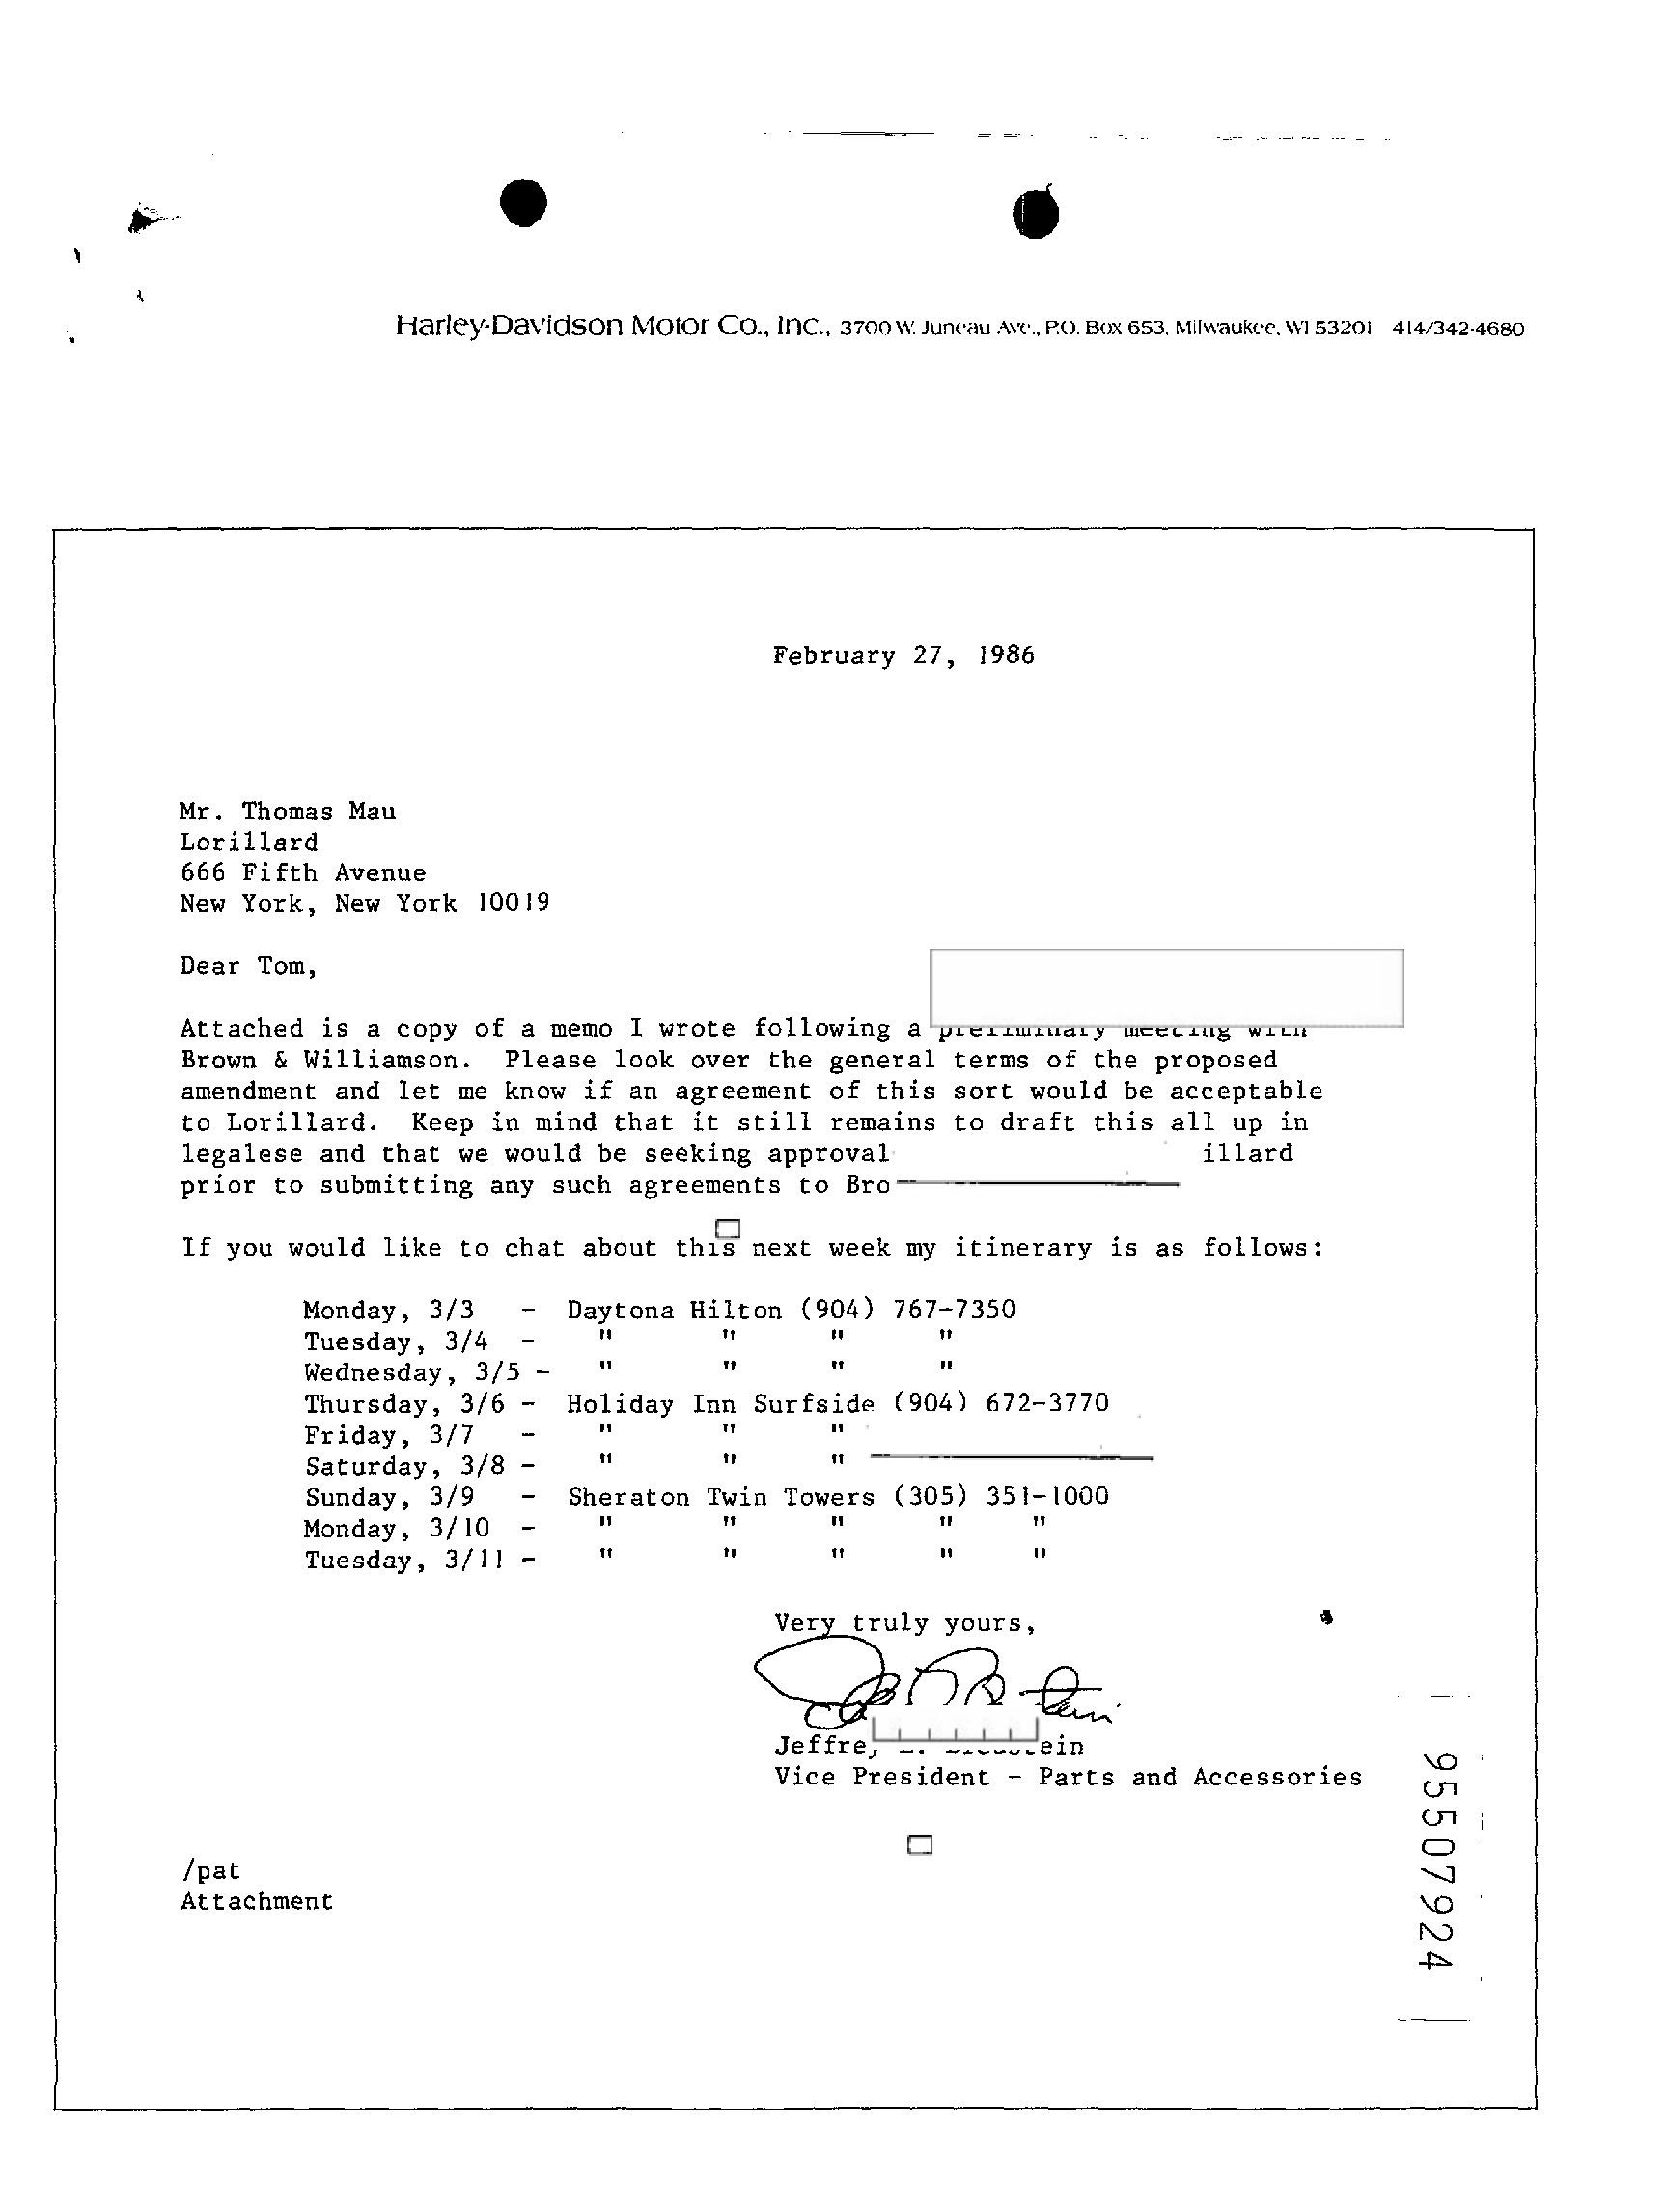 Harley-Davidson Motor Co., Inc., 3700 W. Juneau Ave., P.O. Box 653, Milwaukee, WI 53201 414/342-4680
February 27, 1986
Mr. Thomas Mau
Lorillard
666 Fifth Avenue
New York, New York 10019
Dear Tom,
Attached is a copy of a memo I wrote following a preliminary meeting with
Brown & Williamson. Please look over the general terms of the proposed
amendment and let me know if an agreement of this sort would be acceptable
to Lorillard. Keep in mind that it still remains to draft this all up in
legalese and that we would be seeking approval illard
prior to submitting any such agreements to Bro
If you would like to chat about this next week my itinerary is as follows:
Monday, 3/3 - Daytona Hilton (904) 767-7350
Tuesday, 3/4 - " " " "
Wednesday, 3/5 - " " " "
Thursday, 3/6 - Holiday Inn Surfside (904) 672-3770
Friday, 3/7 - " " "
Saturday, 3/8 - " " "
Sunday, 3/9 - Sheraton Twin Towers (305) 351-1000
Monday, 3/10 - " " " " "
Tuesday, 3/11 - " " " " "
Very truly yours,
Vice President - Parts and Accessories
/pat
Attachment
95507924